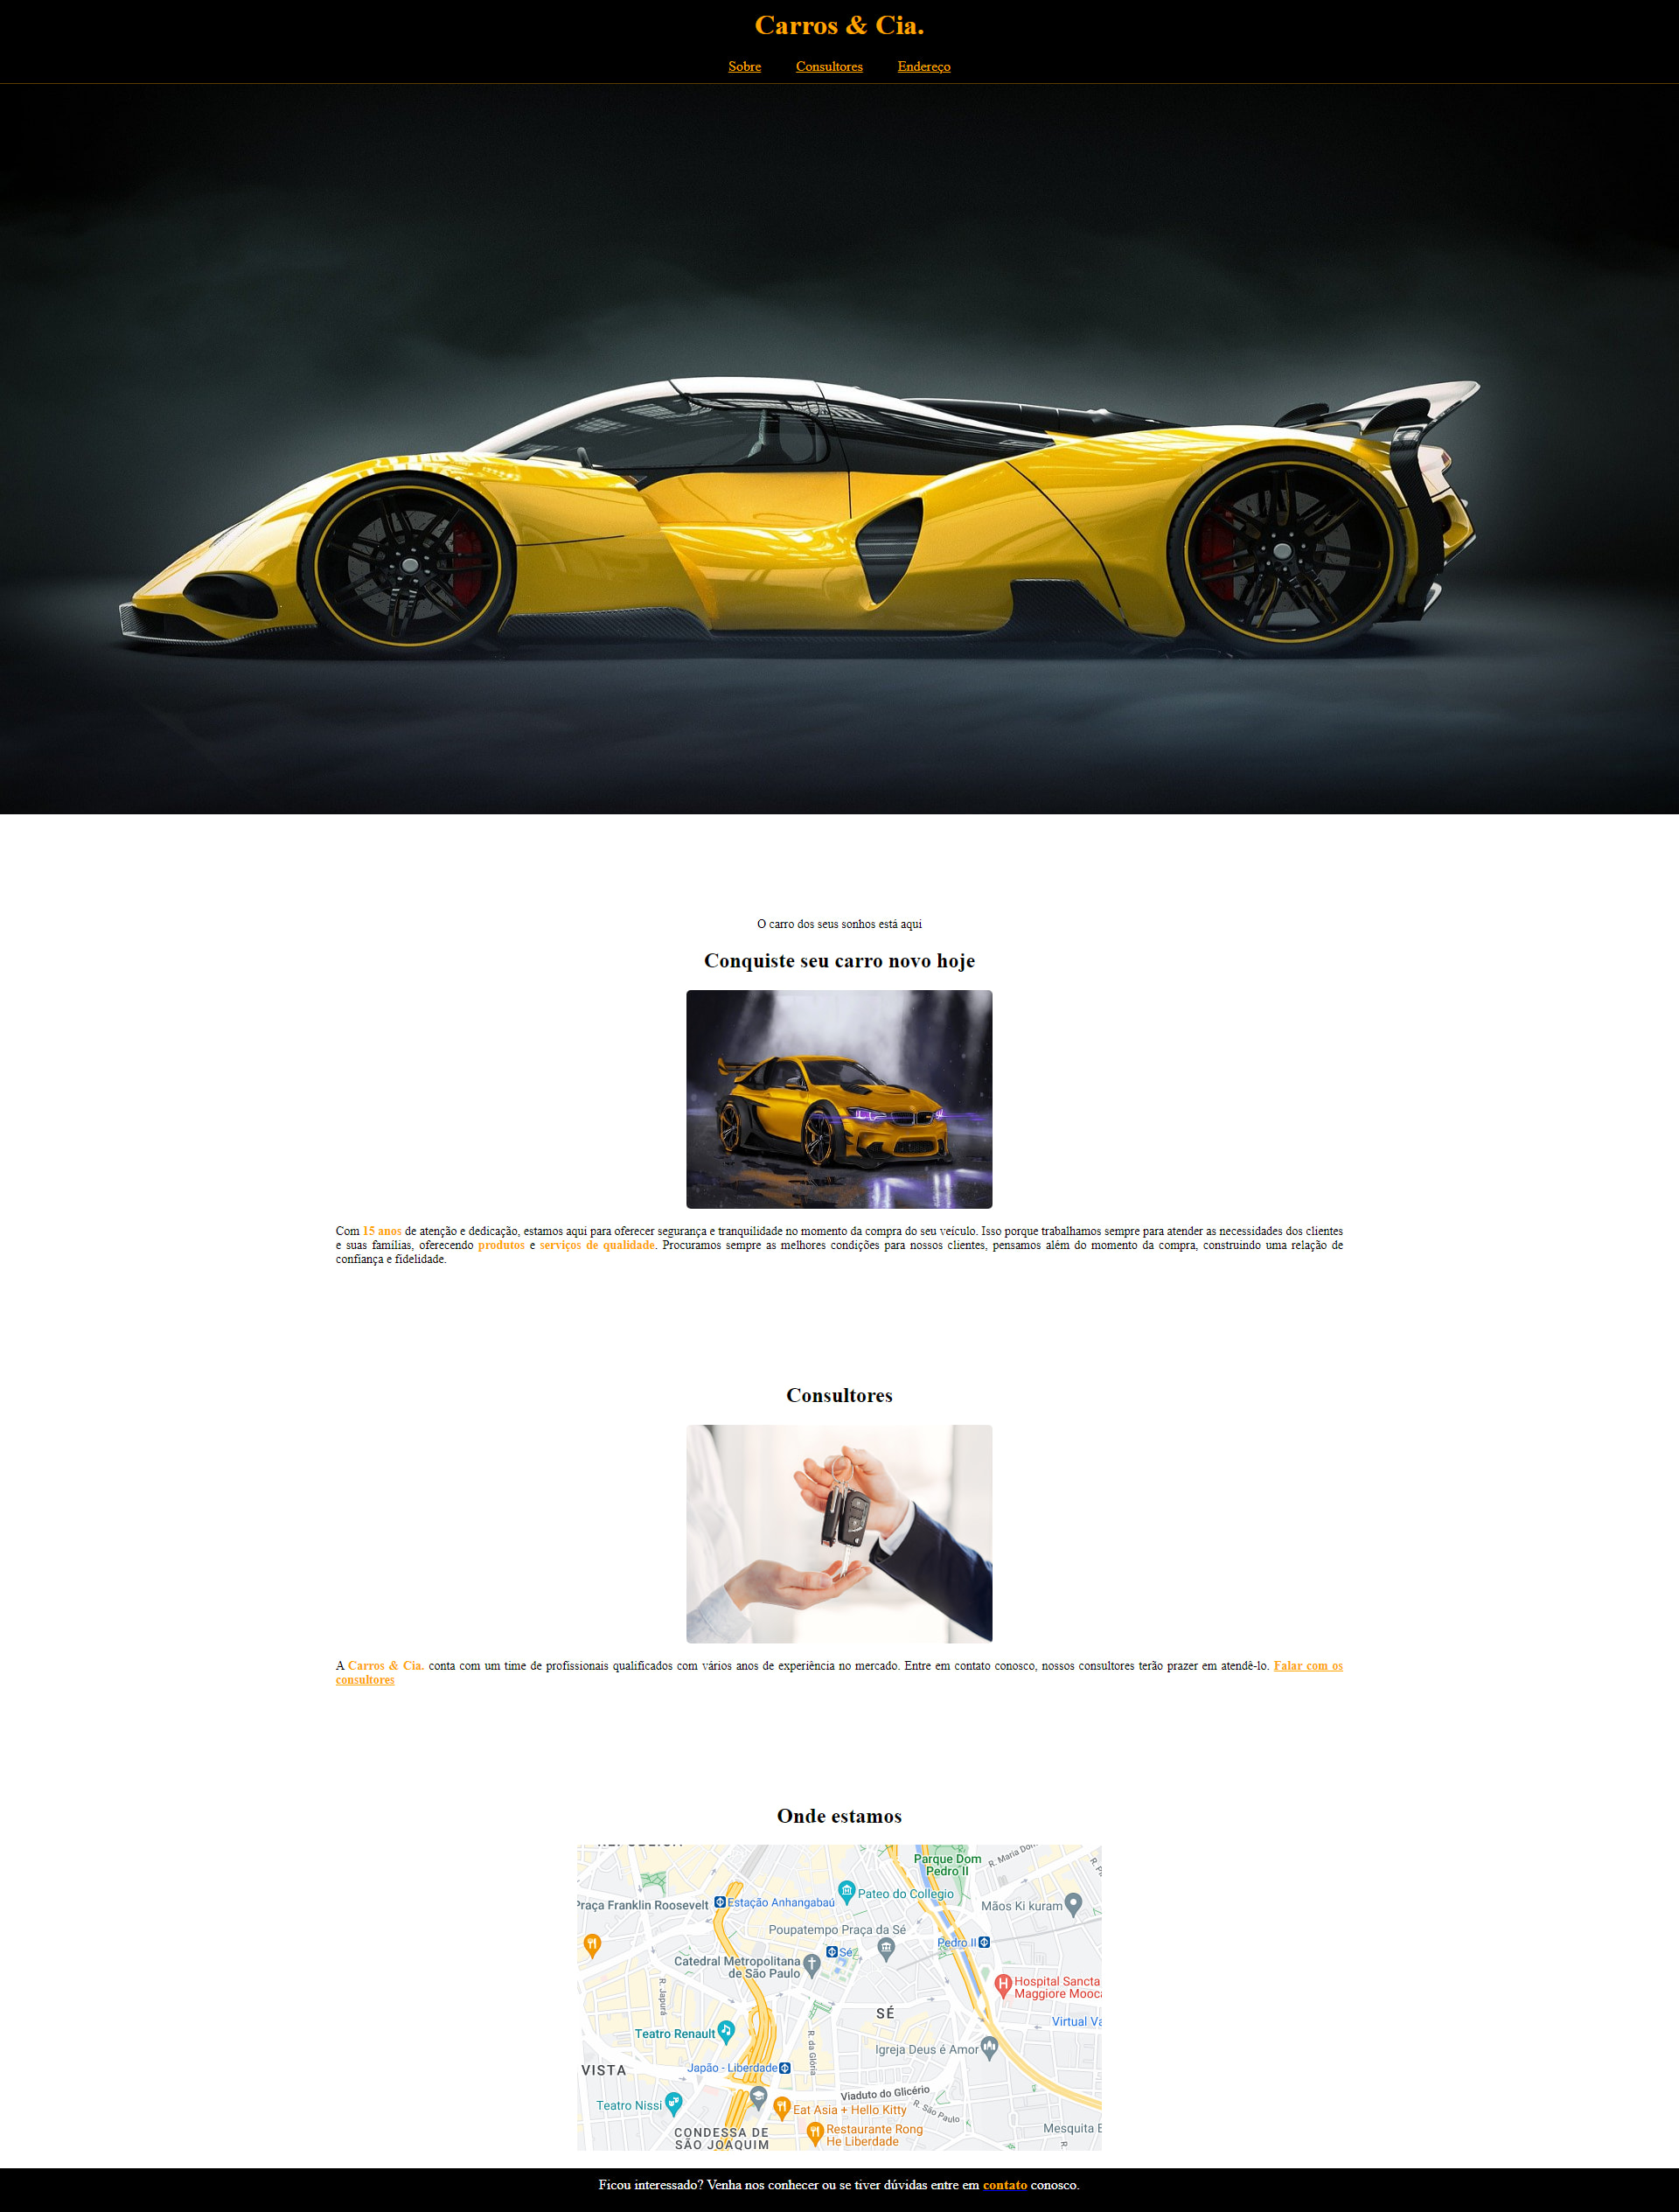 Carros & Cia.
Sobre Consultores Endereço
O carro dos seus sonhos está aqui
Conquiste seu carro novo hoje
Com 15 anos de atenção e dedicação, estamos aqui para oferecer segurança e tranquilidade no momento da compra do seu veículo. Isso porque trabalhamos sempre para atender as necessidades dos clientes
e suas famílias, oferecendo produtos e serviços de qualidade. Procuramos sempre as melhores condições para nossos clientes, pensamos além do momento da compra, construindo uma relação de
confiança e fidelidade.
Consultores
A Carros & Cia. conta com um time de profissionais qualificados com vários anos de experiência no mercado. Entre em contato conosco, nossos consultores terão prazer em atendê-lo. Falar com os
consultores
Onde estamos
Parque Dom
Pedro II
R. Maria Dom
Praça Franklin Roosevelt
Estação Anhangabaú
Pateo do Collegio
Mãos Ki kuram
Poupatempo Praça da Sé
Pedro II
Sé
Catedral Metropolitana
de São Paulo
Hospital Sancta
Maggiore Mooca
R. Japurá
SÉ
Virtual Va
Teatro Renault
R. da Glória
Igreja Deus é Amor
VISTA
Japão - Liberdade
Viaduto do Glicério
Teatro Nissi
Eat Asia + Hello Kitty
R. São Paulo
CONDESSA DE
SÃO JOAQUIM
Restaurante Rong
He Liberdade
Mesquita B
R.
Ficou interessado? Venha nos conhecer ou se tiver dúvidas entre em contato conosco.